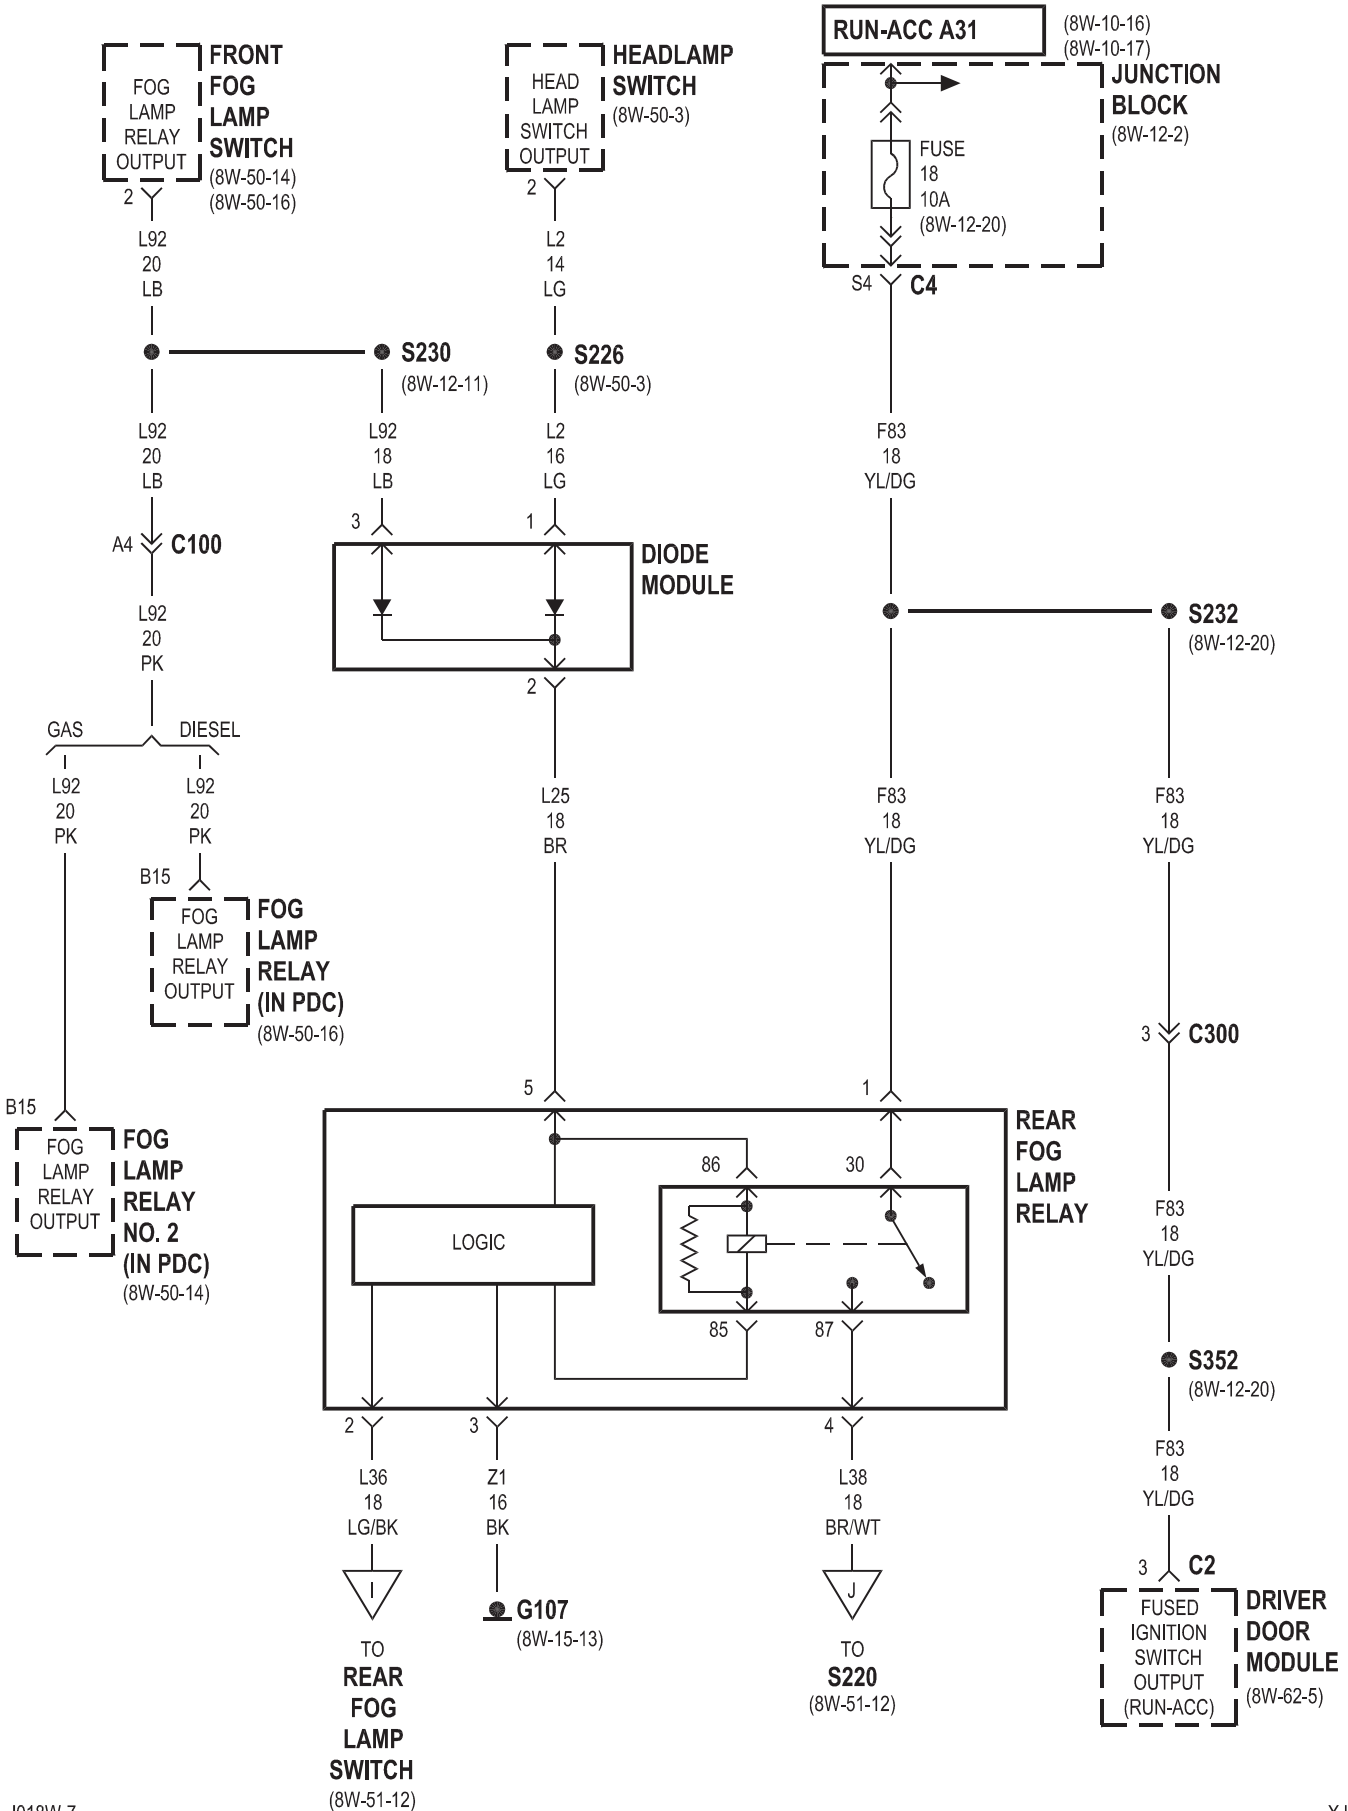 RUN-ACC A31
(8W-10-16)
(8W-10-17)
FRONT
FOG
LAMP
SWITCH
(8W-50-14)
(8W-50-16)
FOG
LAMP
RELAY
OUTPUT
2
HEADLAMP
SWITCH
(8W-50-3)
HEAD
LAMP
SWITCH
OUTPUT
2
JUNCTION
BLOCK
(8W-12-2)
FUSE
18
10A
(8W-12-20)
S4
C4
L92
20
LB
L2
14
LG
S230
(8W-12-11)
S226
(8W-50-3)
L92
20
LB
L92
18
LB
L2
16
LG
F83
18
YL/DG
A4
C100
3
1
DIODE
MODULE
2
L92
20
PK
S232
(8W-12-20)
GAS
DIESEL
L92
20
PK
L92
20
PK
L25
18
BR
F83
18
YL/DG
F83
18
YL/DG
B15
FOG
LAMP
RELAY
OUTPUT
FOG
LAMP
RELAY
(IN PDC)
(8W-50-16)
3
C300
B15
FOG
LAMP
RELAY
OUTPUT
FOG
LAMP
RELAY
NO. 2
(IN PDC)
(8W-50-14)
5
1
REAR
FOG
LAMP
RELAY
86
30
LOGIC
85
87
F83
18
YL/DG
S352
(8W-12-20)
2
3
4
L36
18
LG/BK
Z1
16
BK
L38
18
BR/WT
F83
18
YL/DG
I
J
G107
(8W-15-13)
TO
REAR
FOG
LAMP
SWITCH
(8W-51-12)
TO
S220
(8W-51-12)
3
C2
FUSED
IGNITION
SWITCH
OUTPUT
(RUN-ACC)
DRIVER
DOOR
MODULE
(8W-62-5)